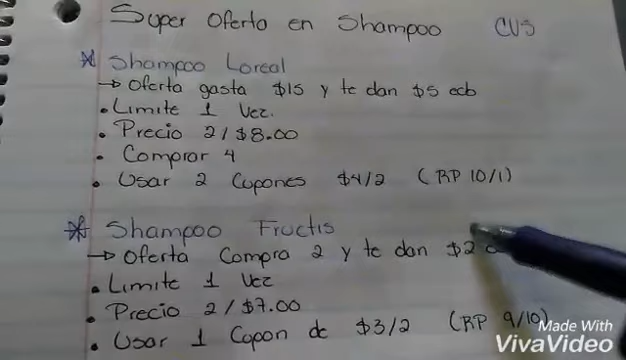 Super Oferta en Shampoo CVS
* Shampoo Loreal
→ Oferta gasta $15 y te dan $5 ecb
• Limite 1 Vez.
• Precio 2/$8.00
• Comprar 4
• Usar 2 Cupones $4/2 (RP 10/1)
* Shampoo Fructis
→ Oferta Compra 2 y te dan $2
• Limite 1 Vez
• Precio 2/$7.00
• Usar 1 Cupon de $3/2 (RP 9/10)
Made With
VivaVideo